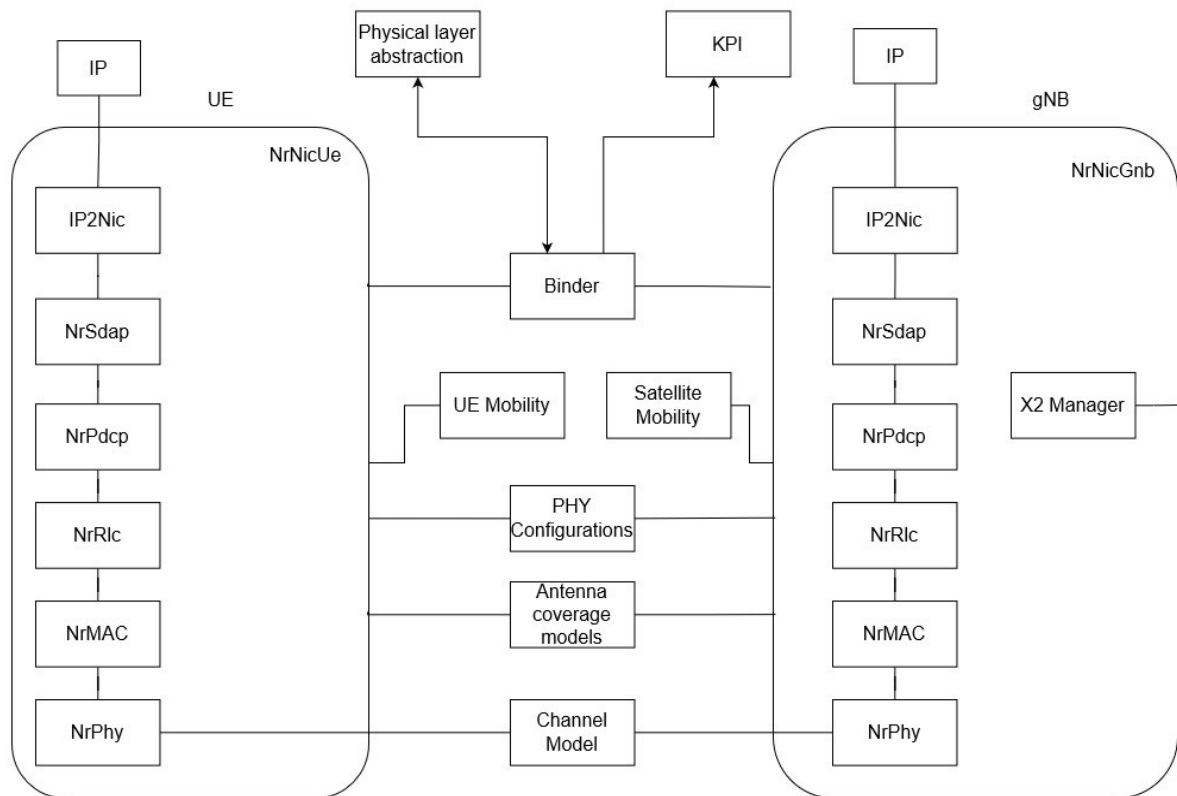 Physical layer
abstraction
KPI
IP
IP
UE
gNB
NrNicUe
NrNicGnb
IP2Nic
IP2Nic
Binder
NrSdap
NrSdap
UE Mobility
Satellite
Mobility
X2 Manager
NrPdcp
NrPdcp
PHY
Configurations
NrRlc
NrRlc
Antenna
coverage
models
NrMAC
NrMAC
NrPhy
Channel
Model
NrPhy